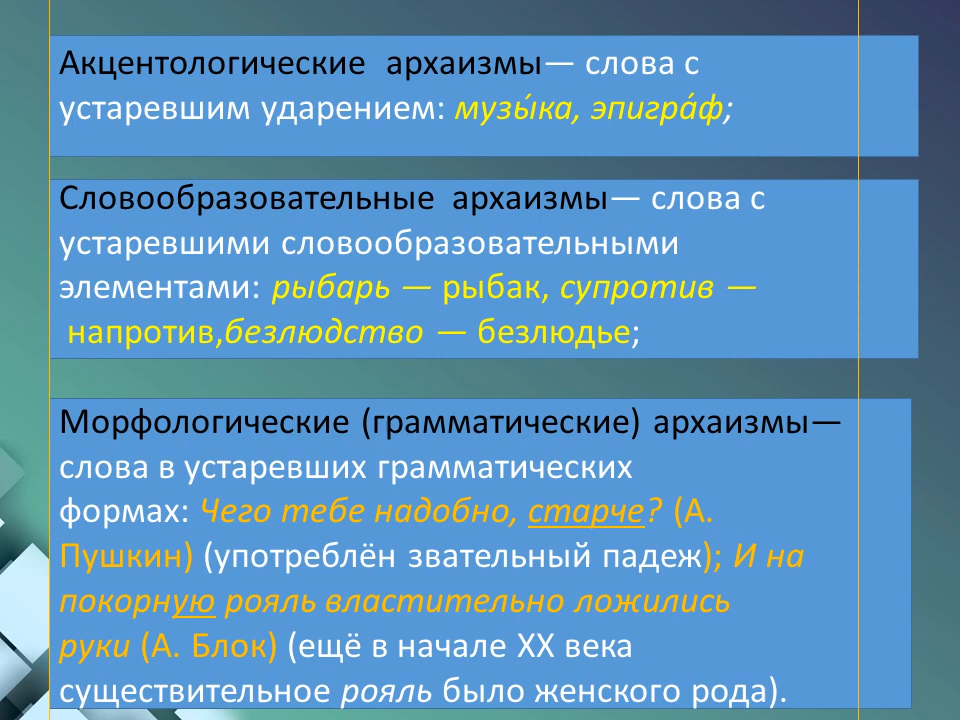 Акцентологические  архаизмы— слова с
устаревшим ударением: музы́ка, эпигра́ф;
Словообразовательные  архаизмы— слова с
устаревшими словообразовательными
элементами: рыбарь — рыбак, супротив —
напротив,безлюдство — безлюдье;
Морфологические (грамматические) архаизмы—
слова в устаревших грамматических
формах: Чего тебе надобно, старче? (А.
Пушкин) (употреблён звательный падеж); И на
покорную рояль властительно ложились
руки (А. Блок) (ещё в начале XX века
существительное рояль было женского рода).